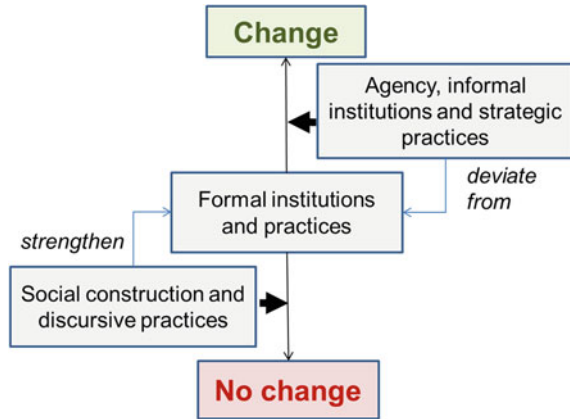 Change
Agency, informal
institutions and strategic
practices
deviate
from
Formal institutions
and practices
strengthen
Social construction and
discursive practices
No change